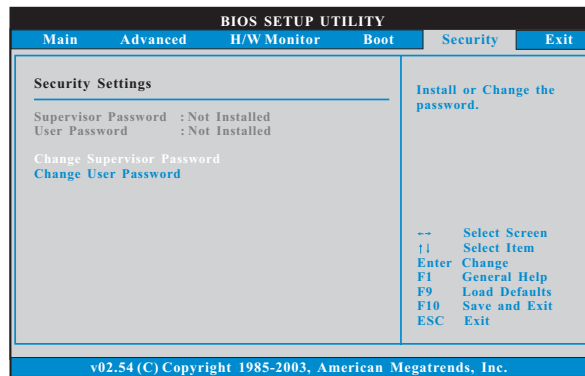 BIOS SETUP UTILITY
Main Advanced H/W Monitor Boot Security Exit
Security Settings
Supervisor Password : Not Installed
User Password : Not Installed
Change Supervisor Password
Change User Password
Install or Change the
password.
←→ Select Screen
↑↓ Select Item
Enter Change
F1 General Help
F9 Load Defaults
F10 Save and Exit
ESC Exit
v02.54 (C) Copyright 1985-2003, American Megatrends, Inc.